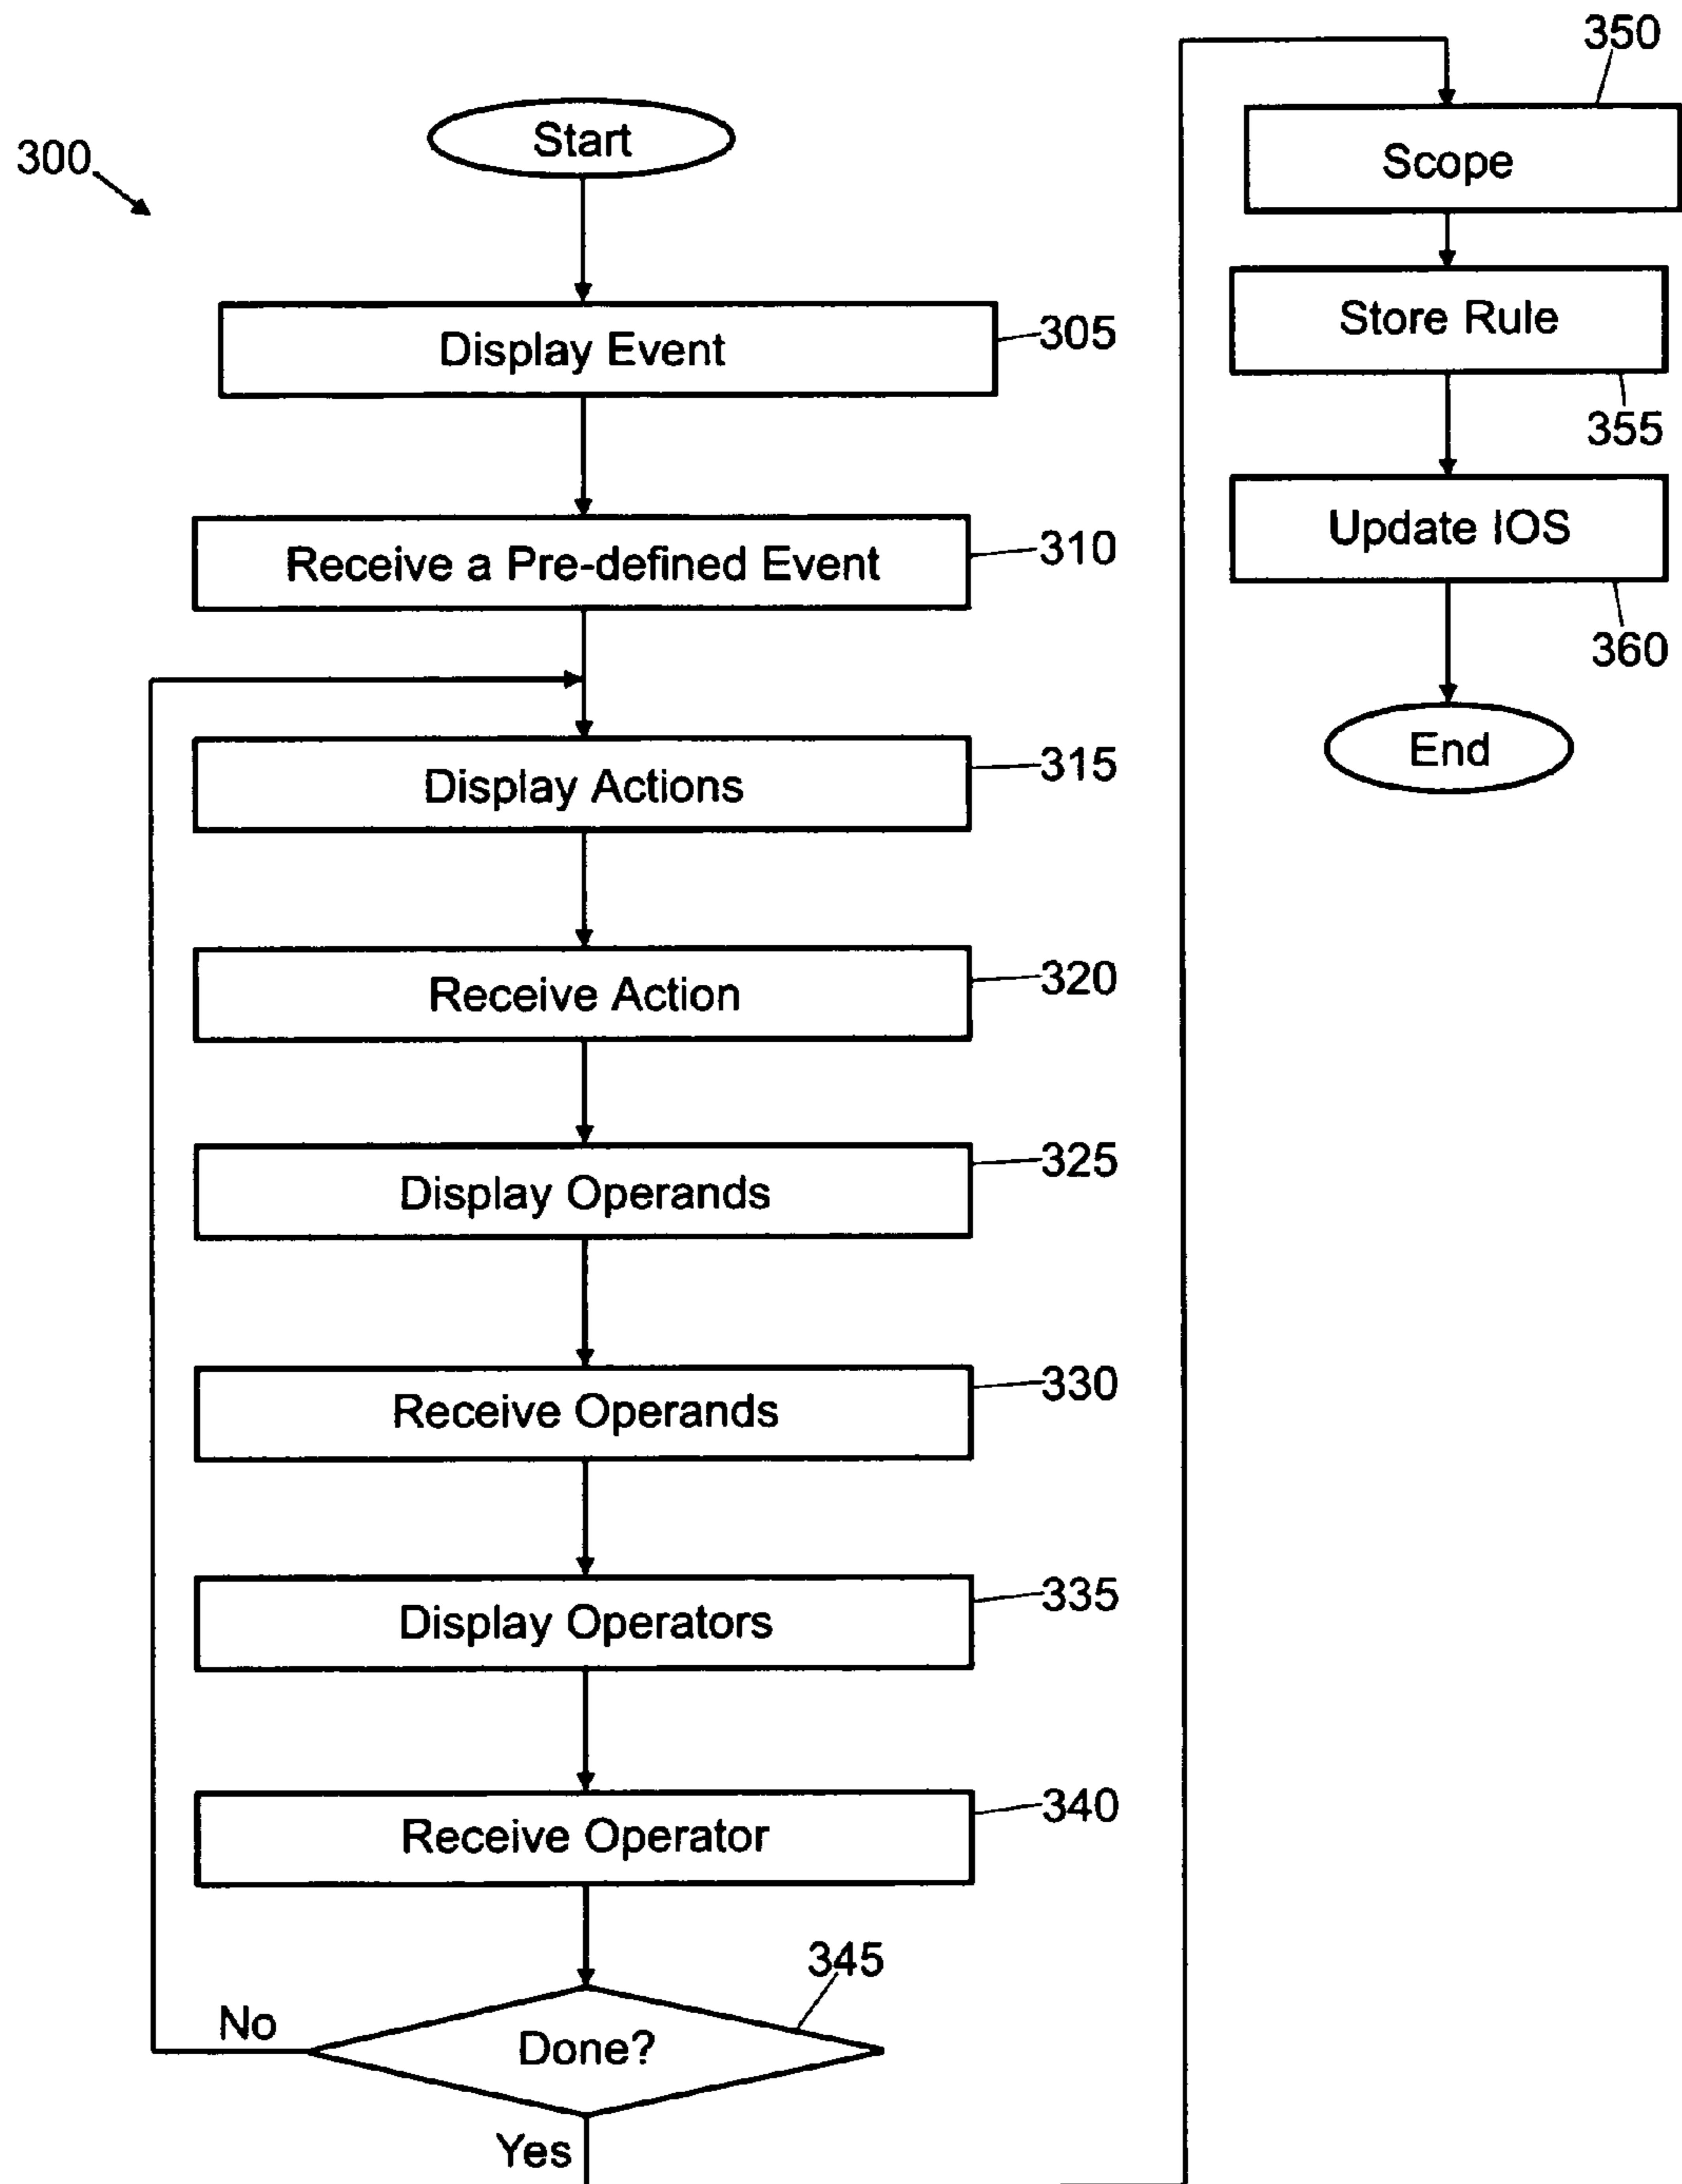 300
Start
Display Event
305
Receive a Pre-defined Event
310
Display Actions
315
Receive Action
320
Display Operands
325
Receive Operands
330
Display Operators
335
Receive Operator
340
345
Done?
No
Yes
350
Scope
Store Rule
355
Update IOS
360
End